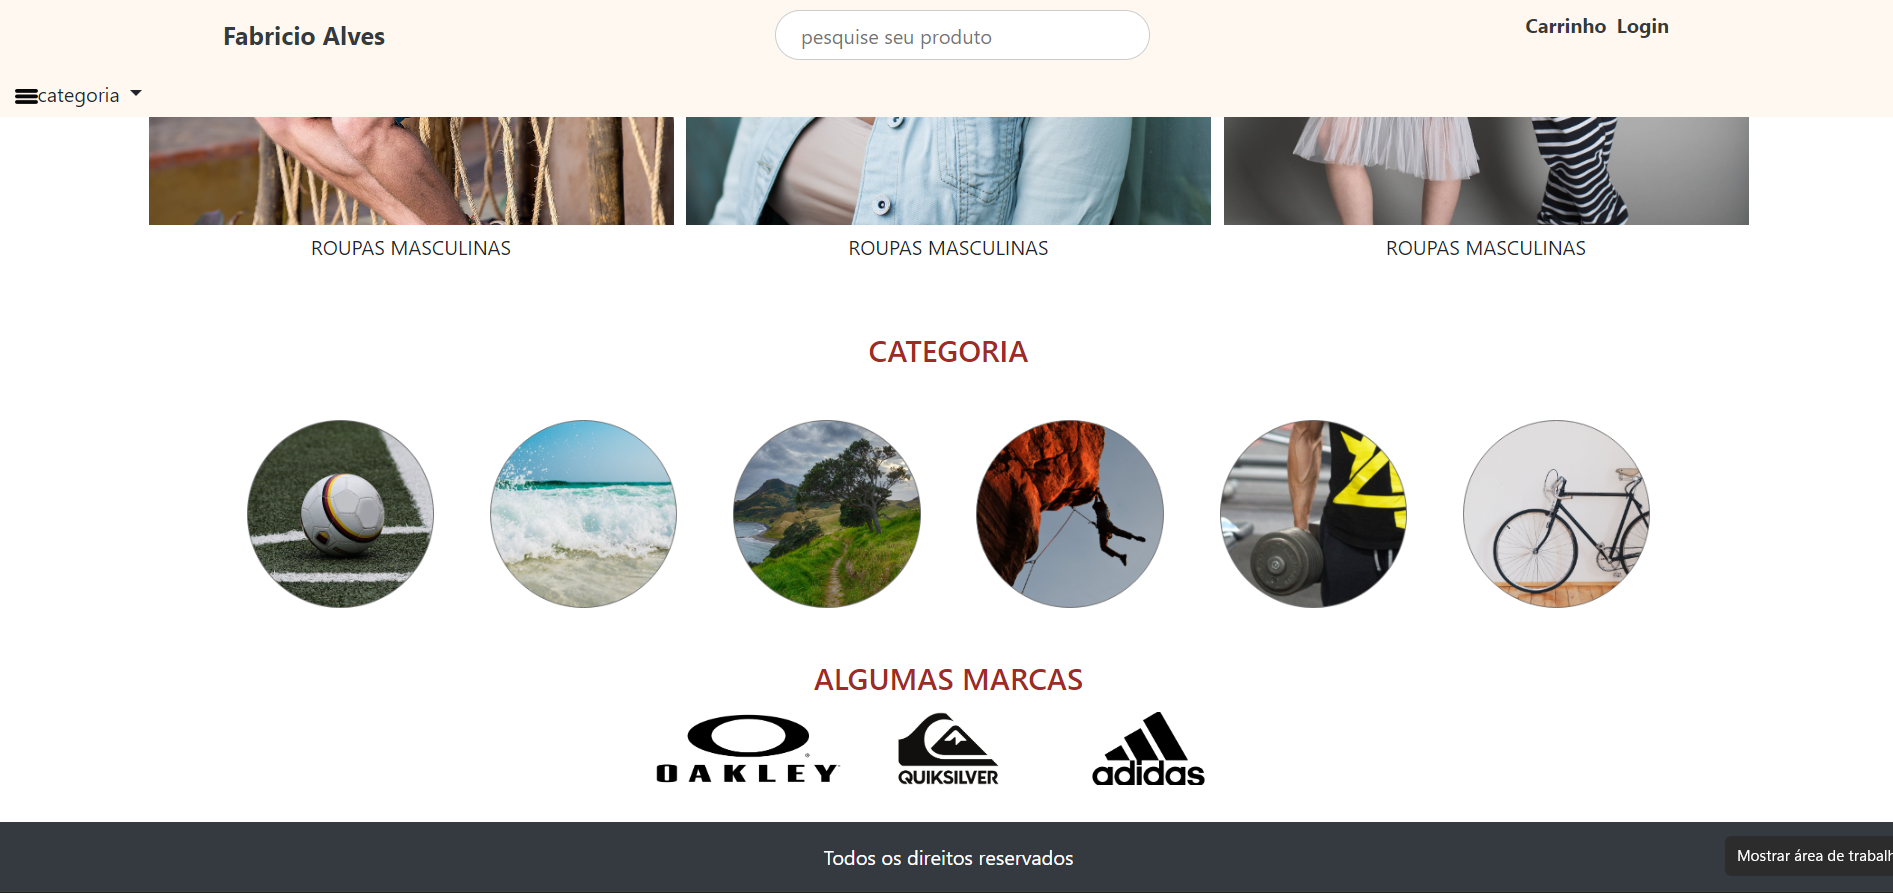 Fabricio Alves
pesquise seu produto
Carrinho Login
categoria
ROUPAS MASCULINAS
ROUPAS MASCULINAS
ROUPAS MASCULINAS
CATEGORIA
ALGUMAS MARCAS
OAKLEY
QUIKSILVER
adidas
Todos os direitos reservados
Mostrar área de trabalh